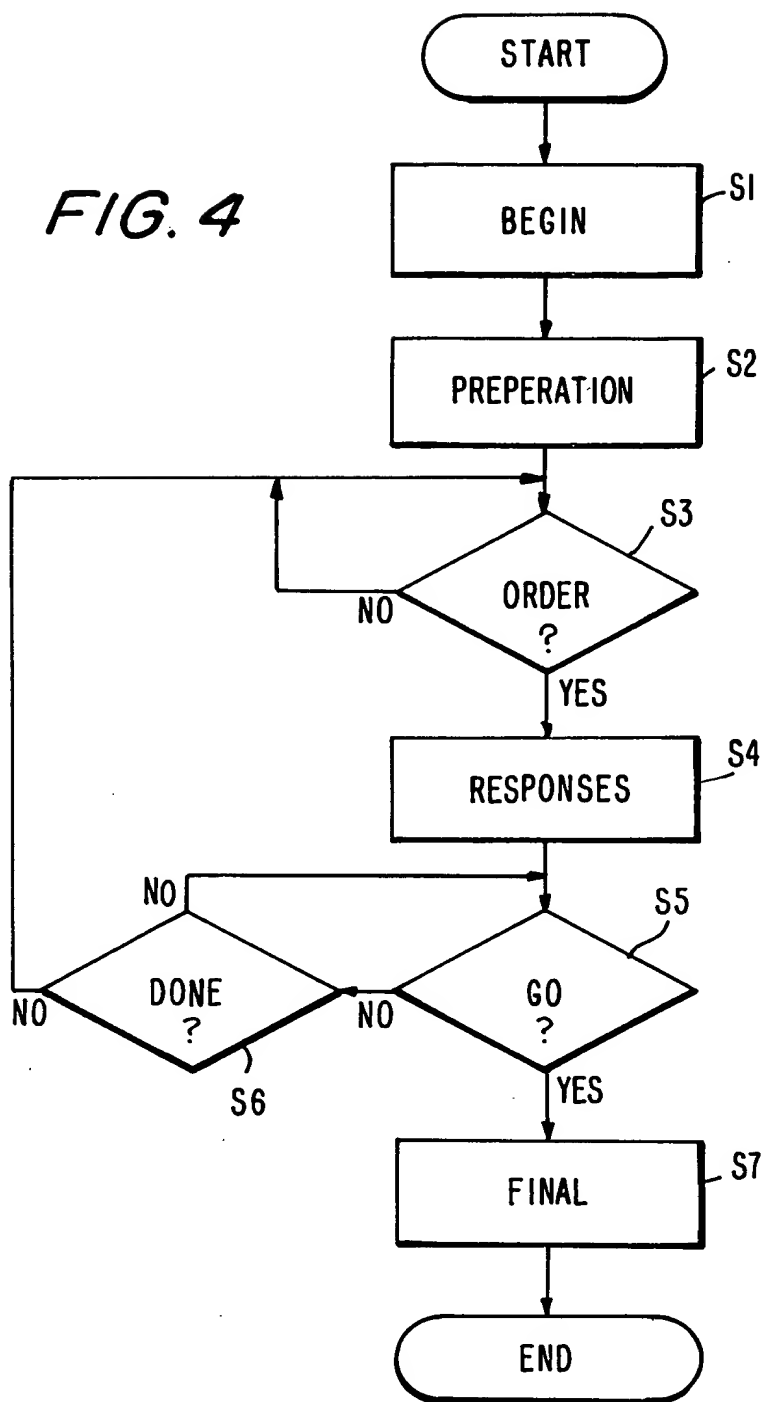 START
FIG. 4
S1
BEGIN
S2
PREPERATION
S3
ORDER
?
NO
YES
S4
RESPONSES
NO
S5
DONE
?
NO
GO
?
NO
S6
YES
S7
FINAL
END